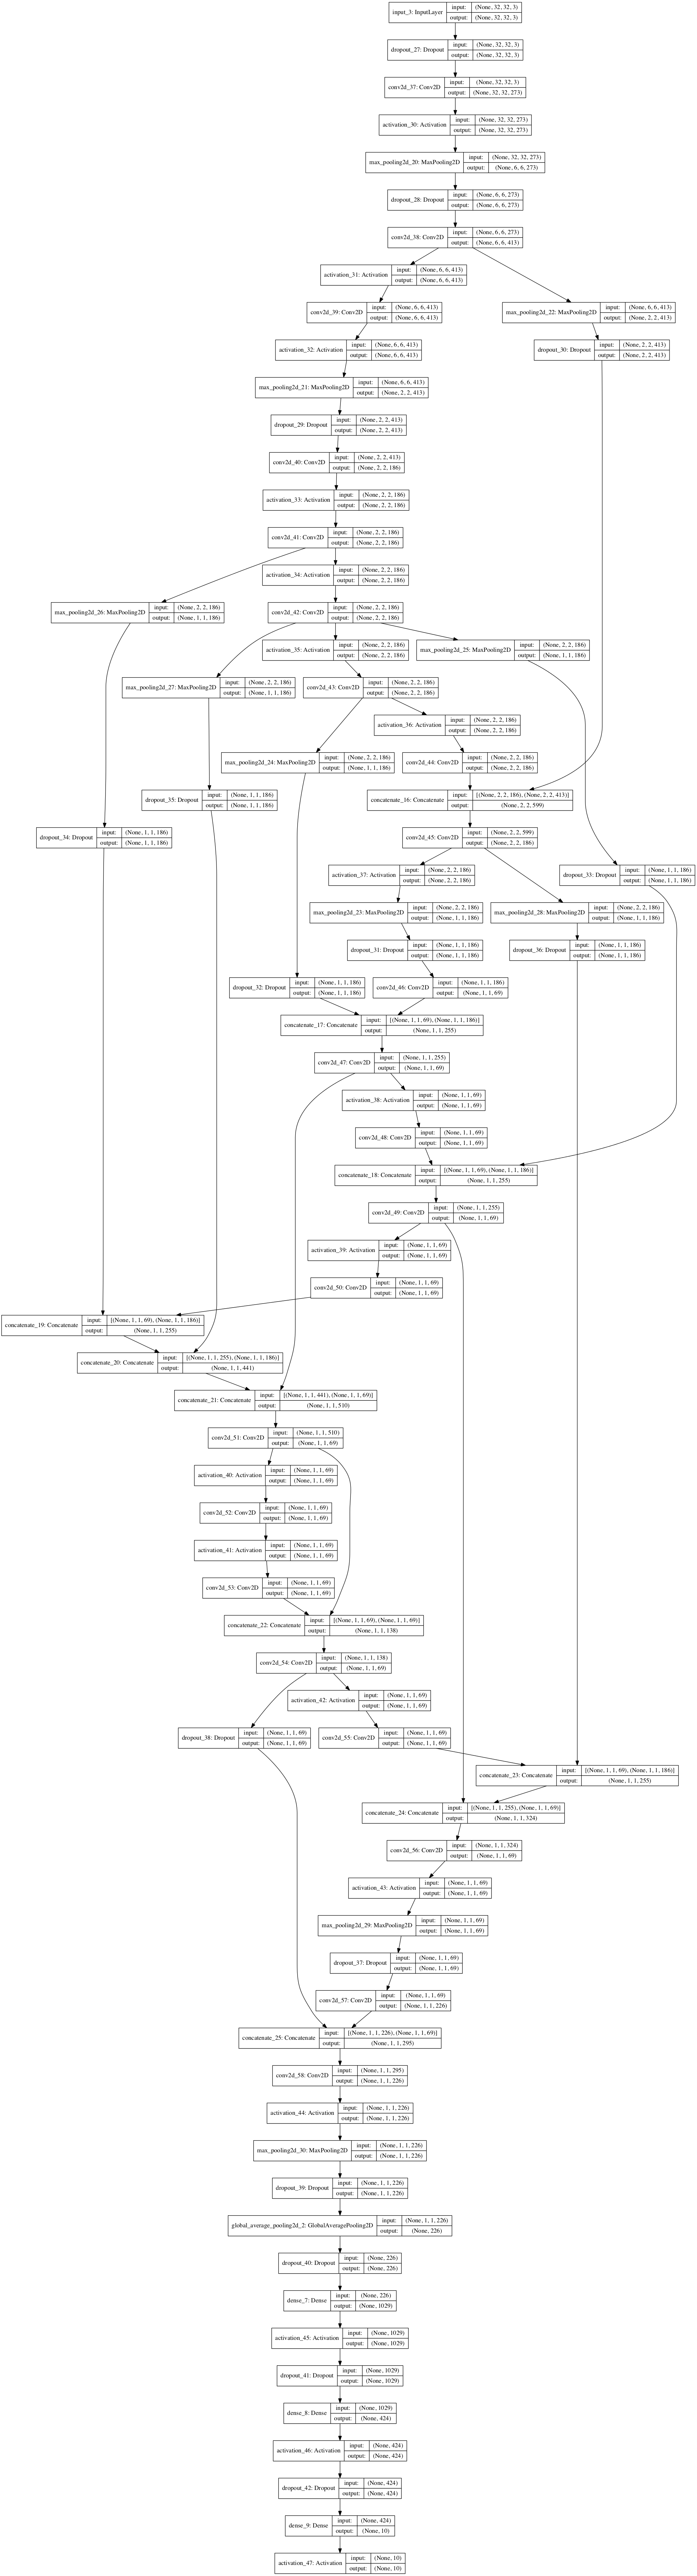 input_3: InputLayer
input: (None, 32, 32, 3)
output: (None, 32, 32, 3)
dropout_27: Dropout
input: (None, 32, 32, 3)
output: (None, 32, 32, 3)
conv2d_37: Conv2D
input: (None, 32, 32, 3)
output: (None, 32, 32, 273)
activation_30: Activation
input: (None, 32, 32, 273)
output: (None, 32, 32, 273)
max_pooling2d_20: MaxPooling2D
input: (None, 32, 32, 273)
output: (None, 6, 6, 273)
dropout_28: Dropout
input: (None, 6, 6, 273)
output: (None, 6, 6, 273)
conv2d_38: Conv2D
input: (None, 6, 6, 273)
output: (None, 6, 6, 413)
activation_31: Activation
input: (None, 6, 6, 413)
output: (None, 6, 6, 413)
conv2d_39: Conv2D
input: (None, 6, 6, 413)
output: (None, 6, 6, 413)
max_pooling2d_22: MaxPooling2D
input: (None, 6, 6, 413)
output: (None, 2, 2, 413)
activation_32: Activation
input: (None, 6, 6, 413)
output: (None, 6, 6, 413)
dropout_30: Dropout
input: (None, 2, 2, 413)
output: (None, 2, 2, 413)
max_pooling2d_21: MaxPooling2D
input: (None, 6, 6, 413)
output: (None, 2, 2, 413)
dropout_29: Dropout
input: (None, 2, 2, 413)
output: (None, 2, 2, 413)
conv2d_40: Conv2D
input: (None, 2, 2, 413)
output: (None, 2, 2, 186)
activation_33: Activation
input: (None, 2, 2, 186)
output: (None, 2, 2, 186)
conv2d_41: Conv2D
input: (None, 2, 2, 186)
output: (None, 2, 2, 186)
activation_34: Activation
input: (None, 2, 2, 186)
output: (None, 2, 2, 186)
max_pooling2d_26: MaxPooling2D
input: (None, 2, 2, 186)
output: (None, 1, 1, 186)
conv2d_42: Conv2D
input: (None, 2, 2, 186)
output: (None, 2, 2, 186)
activation_35: Activation
input: (None, 2, 2, 186)
output: (None, 2, 2, 186)
max_pooling2d_25: MaxPooling2D
input: (None, 2, 2, 186)
output: (None, 1, 1, 186)
max_pooling2d_27: MaxPooling2D
input: (None, 2, 2, 186)
output: (None, 1, 1, 186)
conv2d_43: Conv2D
input: (None, 2, 2, 186)
output: (None, 2, 2, 186)
activation_36: Activation
input: (None, 2, 2, 186)
output: (None, 2, 2, 186)
max_pooling2d_24: MaxPooling2D
input: (None, 2, 2, 186)
output: (None, 1, 1, 186)
conv2d_44: Conv2D
input: (None, 2, 2, 186)
output: (None, 2, 2, 186)
dropout_35: Dropout
input: (None, 1, 1, 186)
output: (None, 1, 1, 186)
concatenate_16: Concatenate
input: [(None, 2, 2, 186), (None, 2, 2, 413)]
output: (None, 2, 2, 599)
dropout_34: Dropout
input: (None, 1, 1, 186)
output: (None, 1, 1, 186)
conv2d_45: Conv2D
input: (None, 2, 2, 599)
output: (None, 2, 2, 186)
activation_37: Activation
input: (None, 2, 2, 186)
output: (None, 2, 2, 186)
dropout_33: Dropout
input: (None, 1, 1, 186)
output: (None, 1, 1, 186)
max_pooling2d_23: MaxPooling2D
input: (None, 2, 2, 186)
output: (None, 1, 1, 186)
max_pooling2d_28: MaxPooling2D
input: (None, 2, 2, 186)
output: (None, 1, 1, 186)
dropout_31: Dropout
input: (None, 1, 1, 186)
output: (None, 1, 1, 186)
dropout_36: Dropout
input: (None, 1, 1, 186)
output: (None, 1, 1, 186)
dropout_32: Dropout
input: (None, 1, 1, 186)
output: (None, 1, 1, 186)
conv2d_46: Conv2D
input: (None, 1, 1, 186)
output: (None, 1, 1, 69)
concatenate_17: Concatenate
input: [(None, 1, 1, 69), (None, 1, 1, 186)]
output: (None, 1, 1, 255)
conv2d_47: Conv2D
input: (None, 1, 1, 255)
output: (None, 1, 1, 69)
activation_38: Activation
input: (None, 1, 1, 69)
output: (None, 1, 1, 69)
conv2d_48: Conv2D
input: (None, 1, 1, 69)
output: (None, 1, 1, 69)
concatenate_18: Concatenate
input: [(None, 1, 1, 69), (None, 1, 1, 186)]
output: (None, 1, 1, 255)
conv2d_49: Conv2D
input: (None, 1, 1, 255)
output: (None, 1, 1, 69)
activation_39: Activation
input: (None, 1, 1, 69)
output: (None, 1, 1, 69)
conv2d_50: Conv2D
input: (None, 1, 1, 69)
output: (None, 1, 1, 69)
concatenate_19: Concatenate
input: [(None, 1, 1, 69), (None, 1, 1, 186)]
output: (None, 1, 1, 255)
concatenate_20: Concatenate
input: [(None, 1, 1, 255), (None, 1, 1, 186)]
output: (None, 1, 1, 441)
concatenate_21: Concatenate
input: [(None, 1, 1, 441), (None, 1, 1, 69)]
output: (None, 1, 1, 510)
conv2d_51: Conv2D
input: (None, 1, 1, 510)
output: (None, 1, 1, 69)
activation_40: Activation
input: (None, 1, 1, 69)
output: (None, 1, 1, 69)
conv2d_52: Conv2D
input: (None, 1, 1, 69)
output: (None, 1, 1, 69)
activation_41: Activation
input: (None, 1, 1, 69)
output: (None, 1, 1, 69)
conv2d_53: Conv2D
input: (None, 1, 1, 69)
output: (None, 1, 1, 69)
concatenate_22: Concatenate
input: [(None, 1, 1, 69), (None, 1, 1, 69)]
output: (None, 1, 1, 138)
conv2d_54: Conv2D
input: (None, 1, 1, 138)
output: (None, 1, 1, 69)
activation_42: Activation
input: (None, 1, 1, 69)
output: (None, 1, 1, 69)
dropout_38: Dropout
input: (None, 1, 1, 69)
output: (None, 1, 1, 69)
conv2d_55: Conv2D
input: (None, 1, 1, 69)
output: (None, 1, 1, 69)
concatenate_23: Concatenate
input: [(None, 1, 1, 69), (None, 1, 1, 186)]
output: (None, 1, 1, 255)
concatenate_24: Concatenate
input: [(None, 1, 1, 255), (None, 1, 1, 69)]
output: (None, 1, 1, 324)
conv2d_56: Conv2D
input: (None, 1, 1, 324)
output: (None, 1, 1, 69)
activation_43: Activation
input: (None, 1, 1, 69)
output: (None, 1, 1, 69)
max_pooling2d_29: MaxPooling2D
input: (None, 1, 1, 69)
output: (None, 1, 1, 69)
dropout_37: Dropout
input: (None, 1, 1, 69)
output: (None, 1, 1, 69)
conv2d_57: Conv2D
input: (None, 1, 1, 69)
output: (None, 1, 1, 226)
concatenate_25: Concatenate
input: [(None, 1, 1, 226), (None, 1, 1, 69)]
output: (None, 1, 1, 295)
conv2d_58: Conv2D
input: (None, 1, 1, 295)
output: (None, 1, 1, 226)
activation_44: Activation
input: (None, 1, 1, 226)
output: (None, 1, 1, 226)
max_pooling2d_30: MaxPooling2D
input: (None, 1, 1, 226)
output: (None, 1, 1, 226)
dropout_39: Dropout
input: (None, 1, 1, 226)
output: (None, 1, 1, 226)
global_average_pooling2d_2: GlobalAveragePooling2D
input: (None, 1, 1, 226)
output: (None, 226)
dropout_40: Dropout
input: (None, 226)
output: (None, 226)
dense_7: Dense
input: (None, 226)
output: (None, 1029)
activation_45: Activation
input: (None, 1029)
output: (None, 1029)
dropout_41: Dropout
input: (None, 1029)
output: (None, 1029)
dense_8: Dense
input: (None, 1029)
output: (None, 424)
activation_46: Activation
input: (None, 424)
output: (None, 424)
dropout_42: Dropout
input: (None, 424)
output: (None, 424)
dense_9: Dense
input: (None, 424)
output: (None, 10)
activation_47: Activation
input: (None, 10)
output: (None, 10)